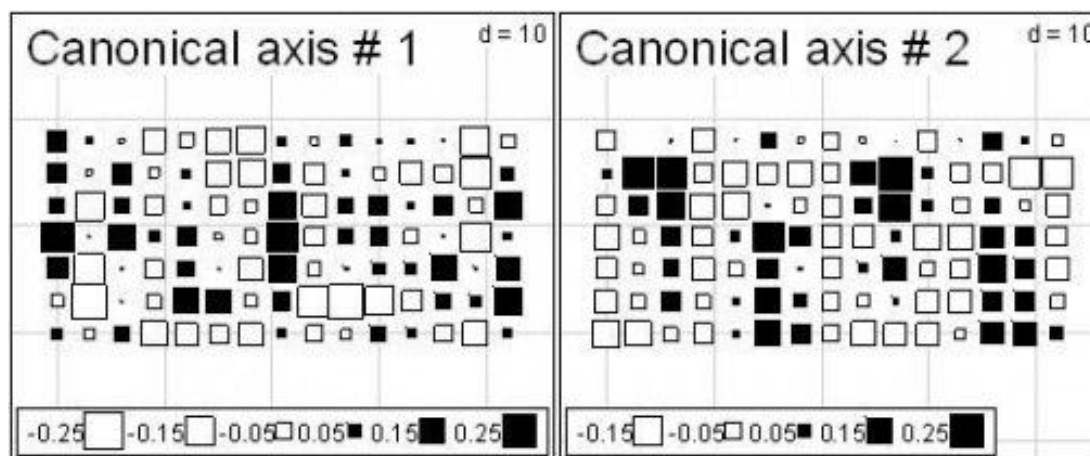 d = 10
Canonical axis # 1
-0.25 -0.15 -0.05 0.05 0.15 0.25
d = 10
Canonical axis # 2
-0.15 -0.05 0.05 0.15 0.25